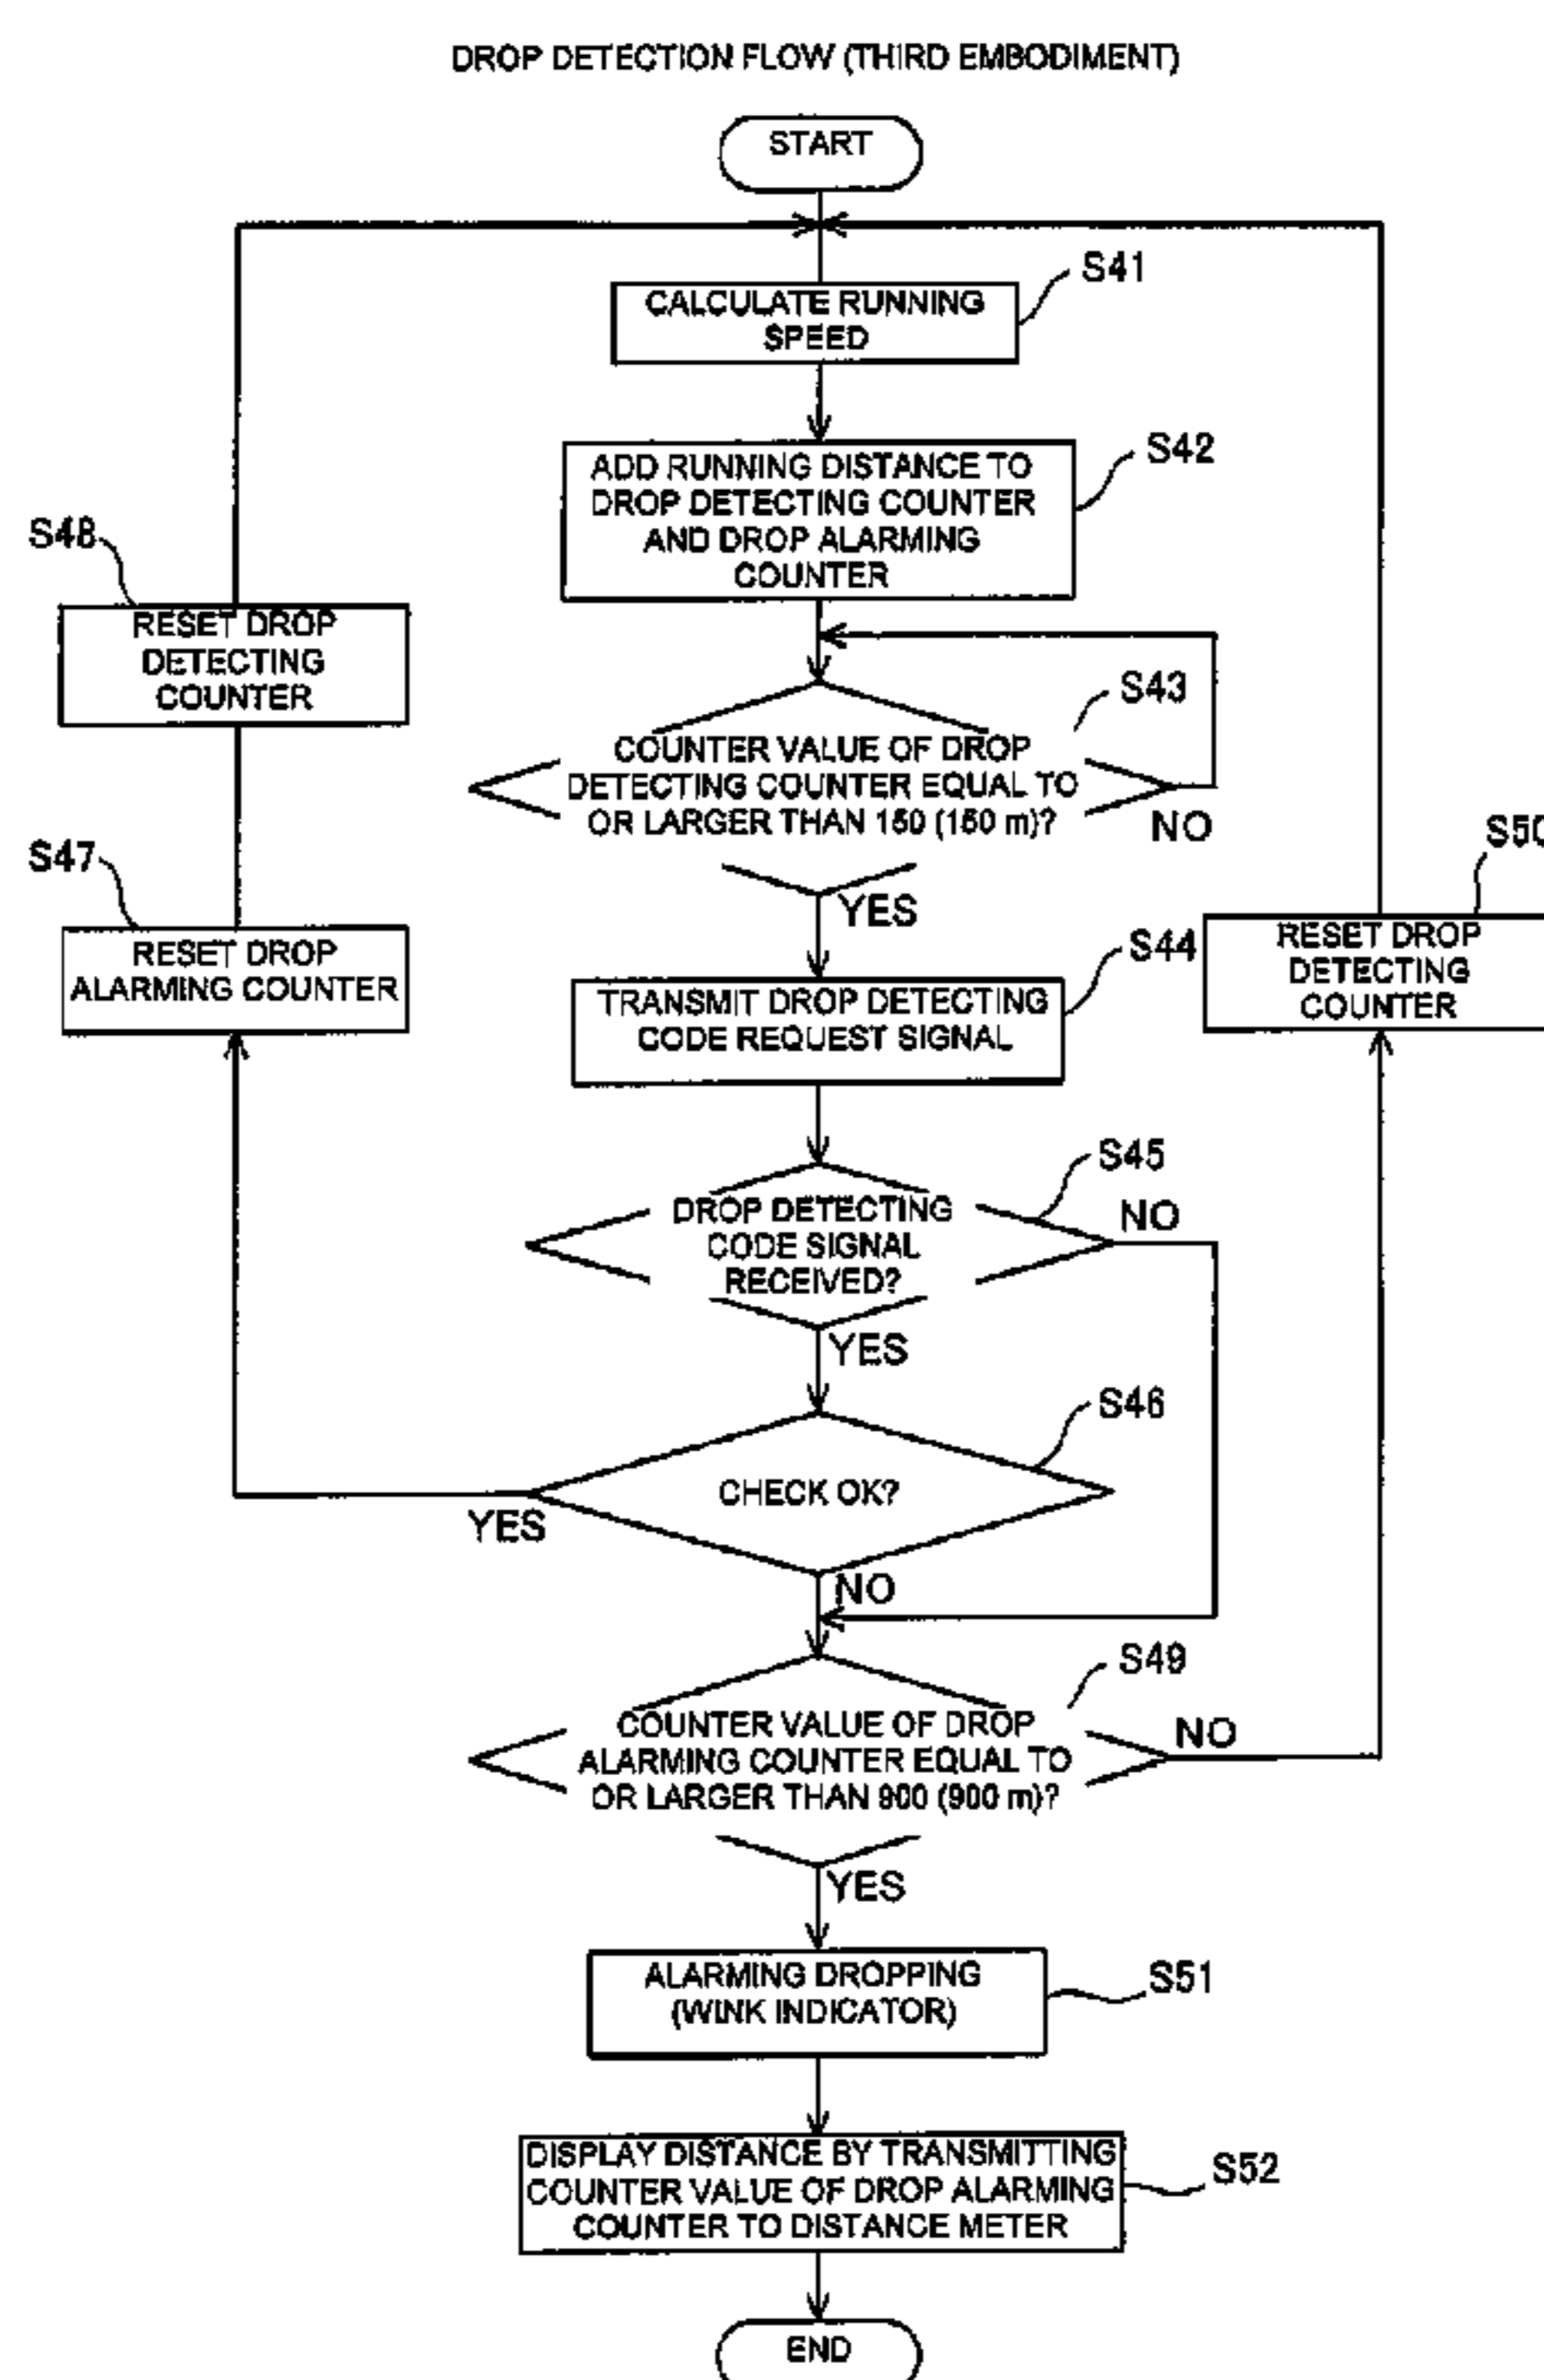 DROP DETECTION FLOW (THIRD EMBODIMENT)
START
S41
CALCULATE RUNNING
SPEED
S42
ADD RUNNING DISTANCE TO
DROP DETECTING COUNTER
AND DROP ALARMING
COUNTER
S48
RESET DROP
DETECTING
COUNTER
S43
COUNTER VALUE OF DROP
DETECTING COUNTER EQUAL TO
OR LARGER THAN 150 (150 m)?
NO
YES
S47
RESET DROP
ALARMING COUNTER
S50
RESET DROP
DETECTING
COUNTER
S44
TRANSMIT DROP DETECTING
CODE REQUEST SIGNAL
S45
DROP DETECTING
CODE SIGNAL
RECEIVED?
NO
YES
S46
CHECK OK?
YES
NO
S49
COUNTER VALUE OF DROP
ALARMING COUNTER EQUAL TO
OR LARGER THAN 900 (900 m)?
NO
YES
S51
ALARMING DROPPING
(WINK INDICATOR)
S52
DISPLAY DISTANCE BY TRANSMITTING
COUNTER VALUE OF DROP ALARMING
COUNTER TO DISTANCE METER
END